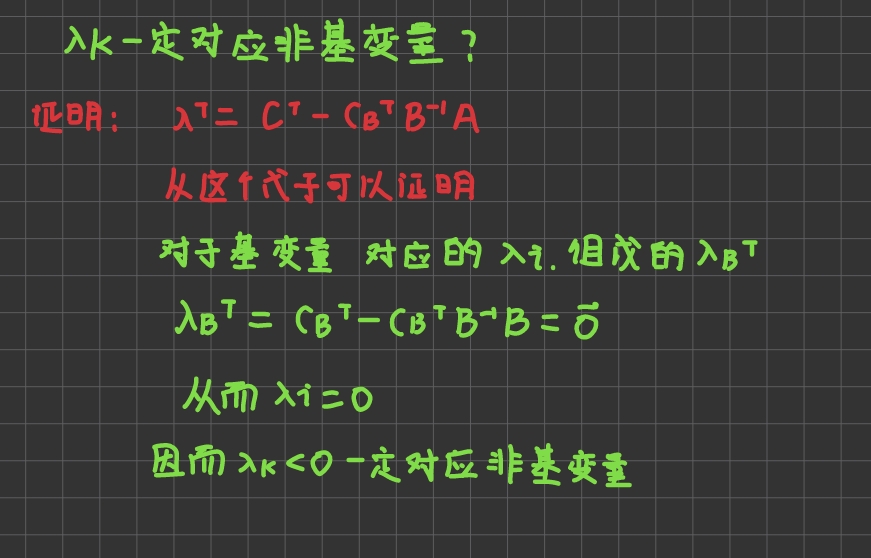 λk一定对应非基变量？
证明： λᵀ = Cᵀ - C_Bᵀ B⁻¹ A
从这个式子可以证明
对于基变量 对应的 λi. 组成的 λ_Bᵀ
λ_Bᵀ = C_Bᵀ - C_Bᵀ B⁻¹ B = 0⃗
从而 λi = 0
因而 λk < 0 一定对应非基变量